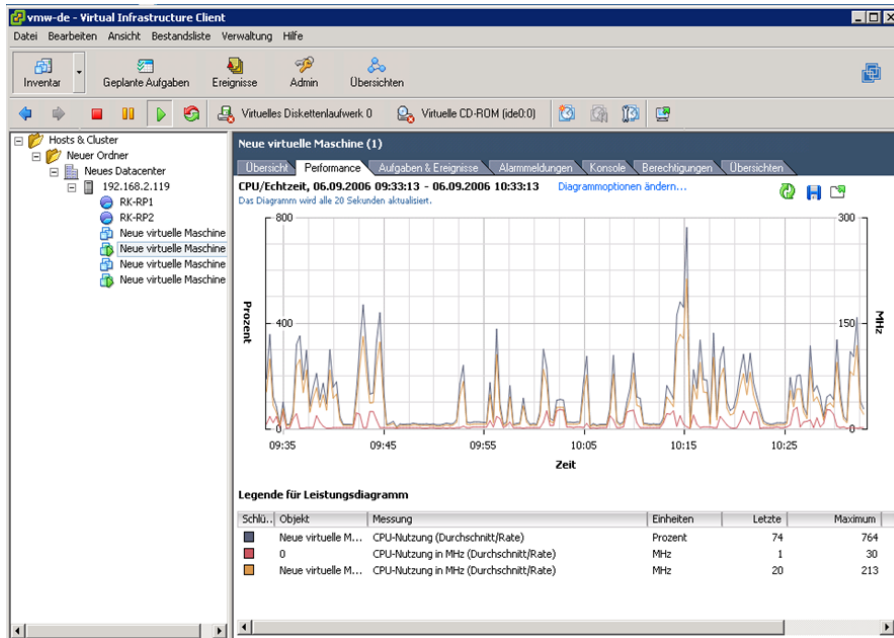 vmw-de - Virtual Infrastructure Client
Datei Bearbeiten Ansicht Bestandsliste Verwaltung Hilfe
Inventar Geplante Aufgaben Ereignisse Admin Übersichten
Virtuelles Diskettenlaufwerk 0 Virtuelle CD-ROM (ide0:0)
Hosts & Cluster
Neuer Ordner
Neues Datacenter
192.168.2.119
RK-RP1
RK-RP2
Neue virtuelle Maschine
Neue virtuelle Maschine
Neue virtuelle Maschine
Neue virtuelle Maschine
Neue virtuelle Maschine (1)
Übersicht Performance Aufgaben & Ereignisse Alarmmeldungen Konsole Berechtigungen Übersichten
CPU/Echtzeit, 06.09.2006 09:33:13 - 06.09.2006 10:33:13 Diagrammoptionen ändern...
Das Diagramm wird alle 20 Sekunden aktualisiert.
800 300
Prozent 400 150 MHz
0 0
09:35 09:45 09:55 10:05 10:15 10:25
Zeit
Legende für Leistungsdiagramm
Schlü.. Objekt Messung Einheiten Letzte Maximum
Neue virtuelle M... CPU-Nutzung (Durchschnitt/Rate) Prozent 74 764
0 CPU-Nutzung in MHz (Durchschnitt/Rate) MHz 1 30
Neue virtuelle M... CPU-Nutzung in MHz (Durchschnitt/Rate) MHz 20 213